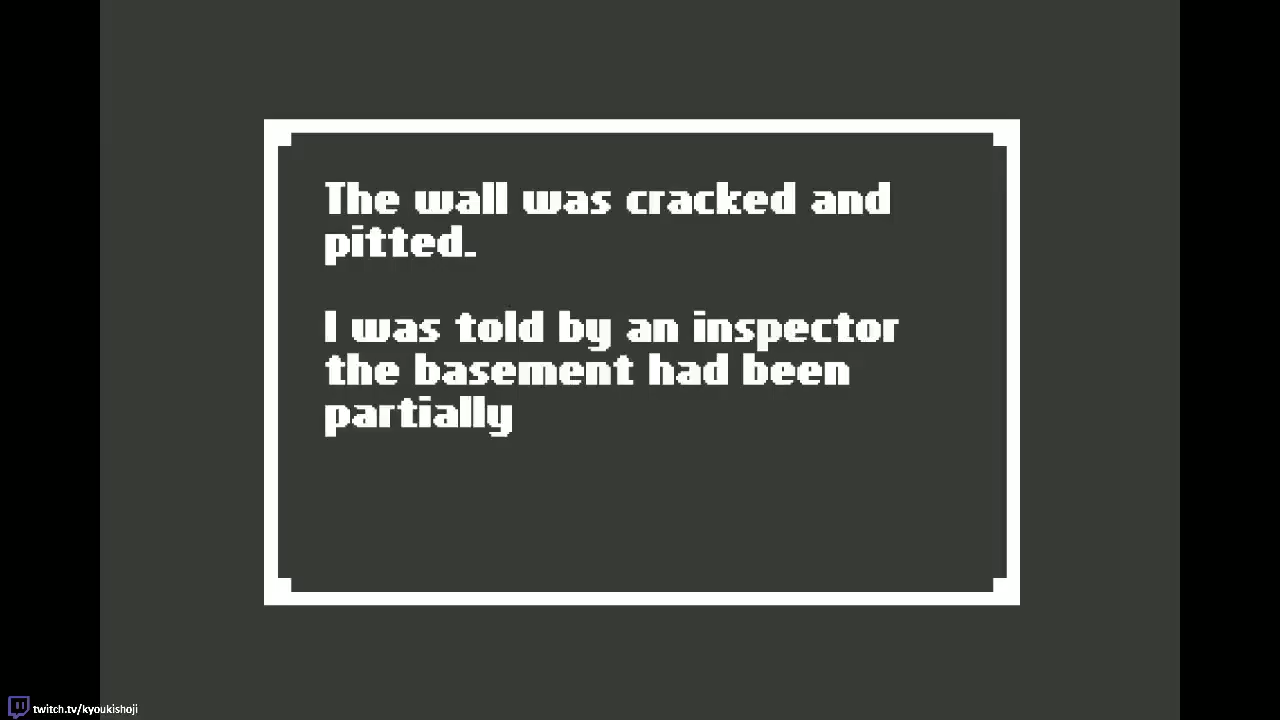 The wall was cracked and
pitted.
I was told by an inspector
the basement had been
partially
twitch.tv/kyoukishoji